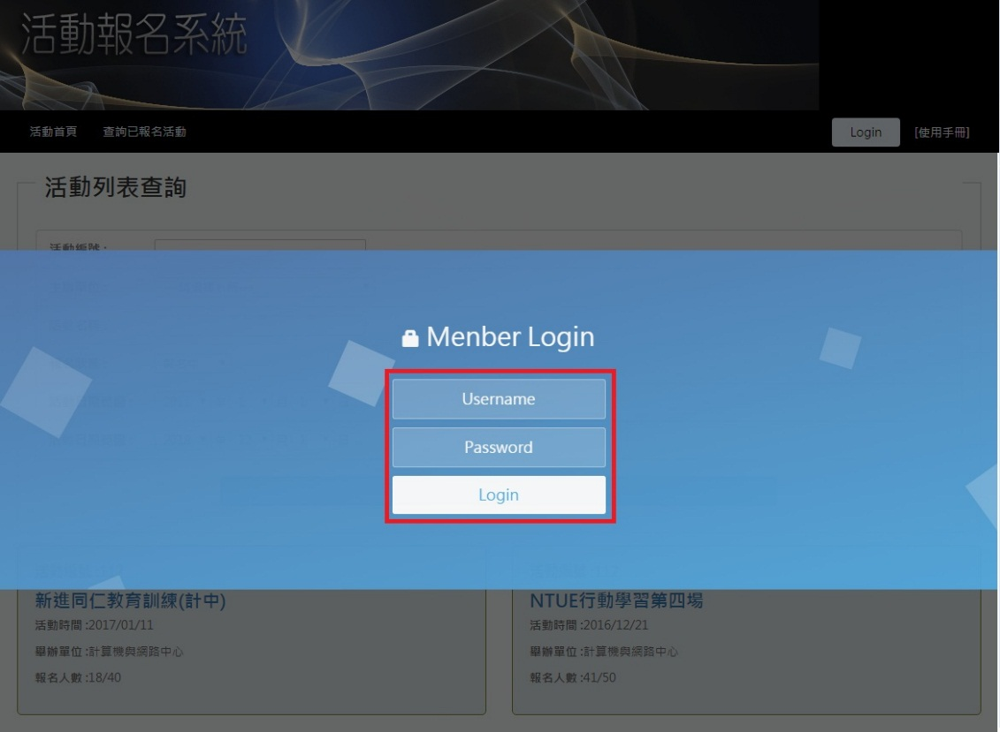 活動報名系統
活動首頁 查詢已報名活動 Login [使用手冊]
活動列表查詢
活動編號 :
Menber Login
Username
Password
Login
新進同仁教育訓練(計中)
活動時間 :2017/01/11
舉辦單位 :計算機與網路中心
報名人數 :18/40
NTUE行動學習第四場
活動時間 :2016/12/21
舉辦單位 :計算機與網路中心
報名人數 :41/50